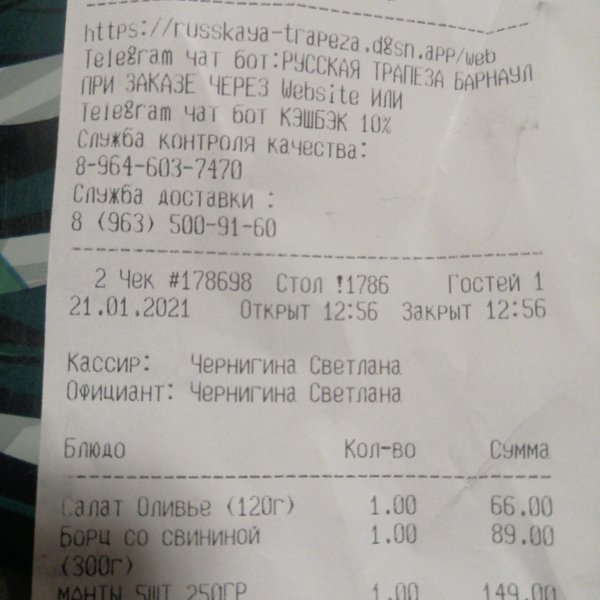 https://russkaya-trapeza.dgsn.app/web
Telegram чат бот:РУССКАЯ ТРАПЕЗА БАРНАУЛ
ПРИ ЗАКАЗЕ ЧЕРЕЗ Website ИЛИ
Telegram чат бот КЭШБЭК 10%
Служба контроля качества:
8-964-603-7470
Служба доставки :
8 (963) 500-91-60
2 Чек #178698 Стол !1786 Гостей 1
21.01.2021 Открыт 12:56 Закрыт 12:56
Кассир: Чернигина Светлана
Официант: Чернигина Светлана
Блюдо Кол-во Сумма
Салат Оливье (120г) 1.00 66.00
Борщ со свининой 1.00 89.00
(300г)
МАНТЫ 5ШТ 250ГР 1.00 149.00